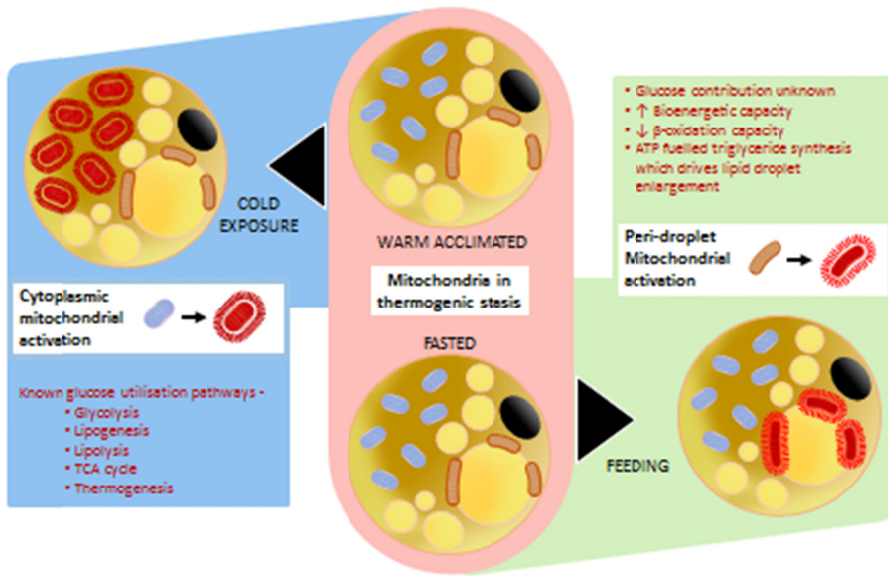 COLD
EXPOSURE
Cytoplasmic
mitochondrial
activation
Known glucose utilisation pathways -
▪ Glycolysis
▪ Lipogenesis
▪ Lipolysis
▪ TCA cycle
▪ Thermogenesis
WARM ACCLIMATED
Mitochondria in
thermogenic stasis
FASTED
▪ Glucose contribution unknown
▪ ↑ Bioenergetic capacity
▪ ↓ β-oxidation capacity
▪ ATP fuelled triglyceride synthesis
which drives lipid droplet
enlargement
Peri-droplet
Mitochondrial
activation
FEEDING